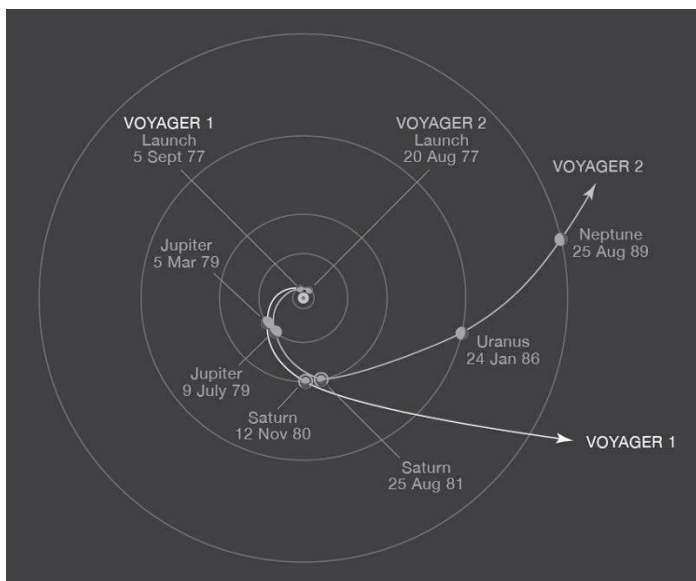 VOYAGER 1
Launch
5 Sept 77
VOYAGER 2
Launch
20 Aug 77
VOYAGER 2
Neptune
25 Aug 89
Jupiter
5 Mar 79
Uranus
24 Jan 86
Jupiter
9 July 79
Saturn
12 Nov 80
VOYAGER 1
Saturn
25 Aug 81